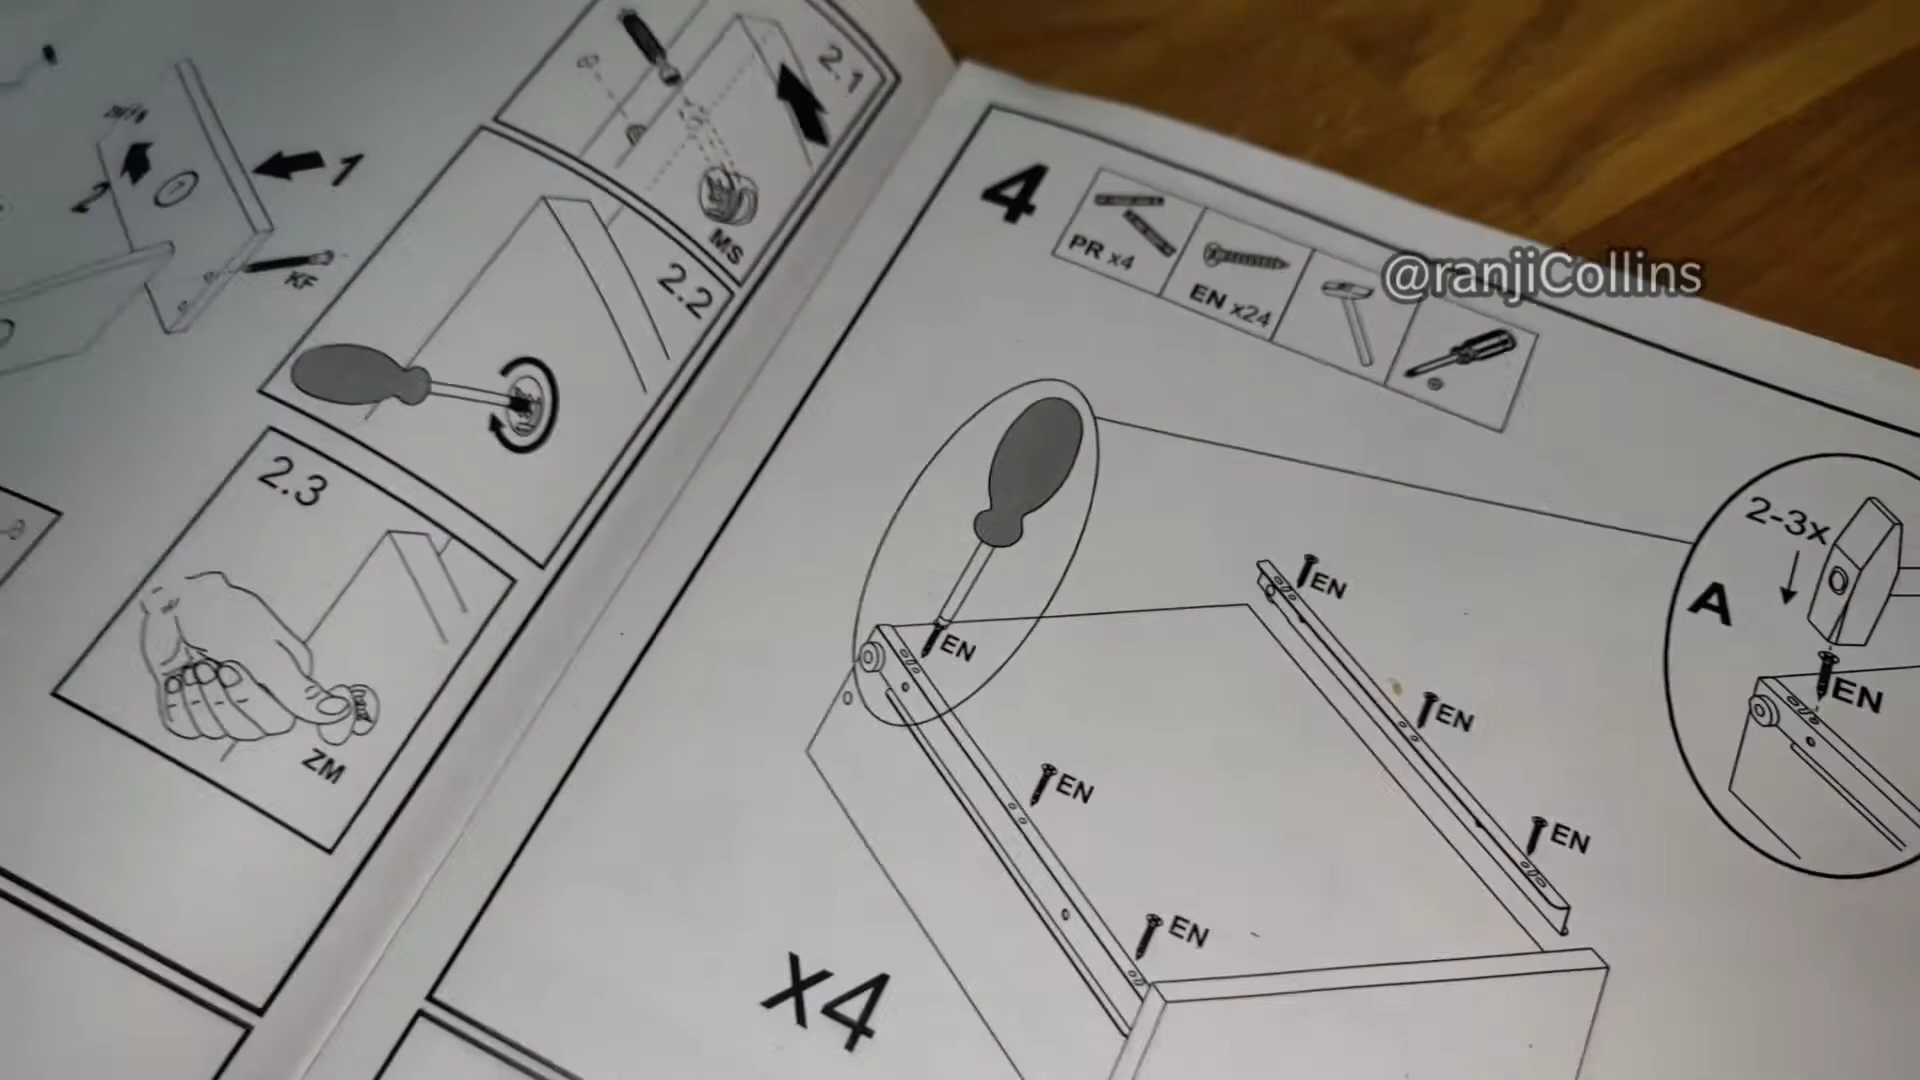 1
2
KF
2.1
MS
2.2
2.3
ZM
4
PR x4
EN x24
@ranjiCollins
EN
EN
EN
EN
EN
EN
x4
2-3x
A
EN